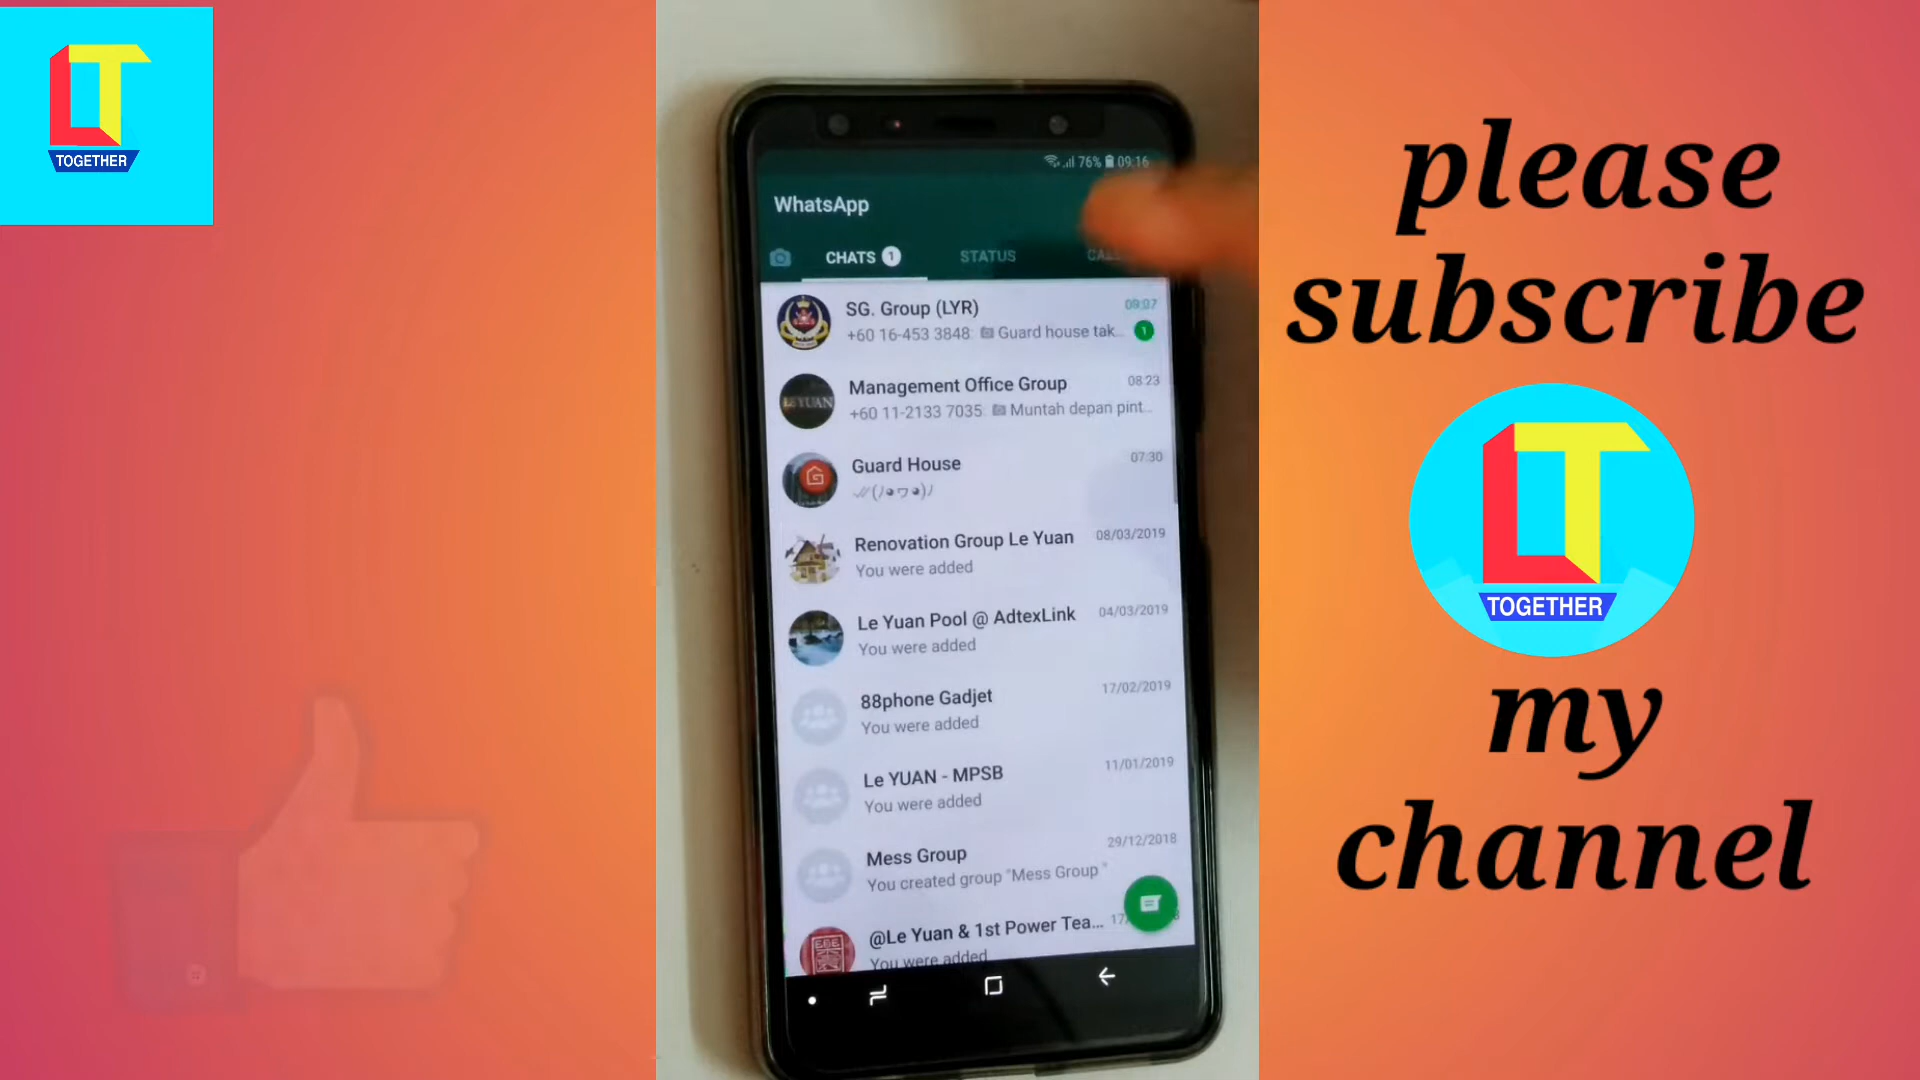 LT
TOGETHER
76% 09:16
WhatsApp
CHATS 1
STATUS
SG. Group (LYR)
09:07
+60 16-453 3848: Guard house tak...
1
Management Office Group
08:23
+60 11-2133 7035: Muntah depan pint...
LE YUAN
Guard House
07:30
Renovation Group Le Yuan
08/03/2019
You were added
Le Yuan Pool @ AdtexLink
04/03/2019
You were added
88phone Gadjet
17/02/2019
You were added
Le YUAN - MPSB
11/01/2019
You were added
Mess Group
29/12/2018
You created group "Mess Group "
@Le Yuan & 1st Power Tea...
You were added
please
subscribe
LT
TOGETHER
my
channel